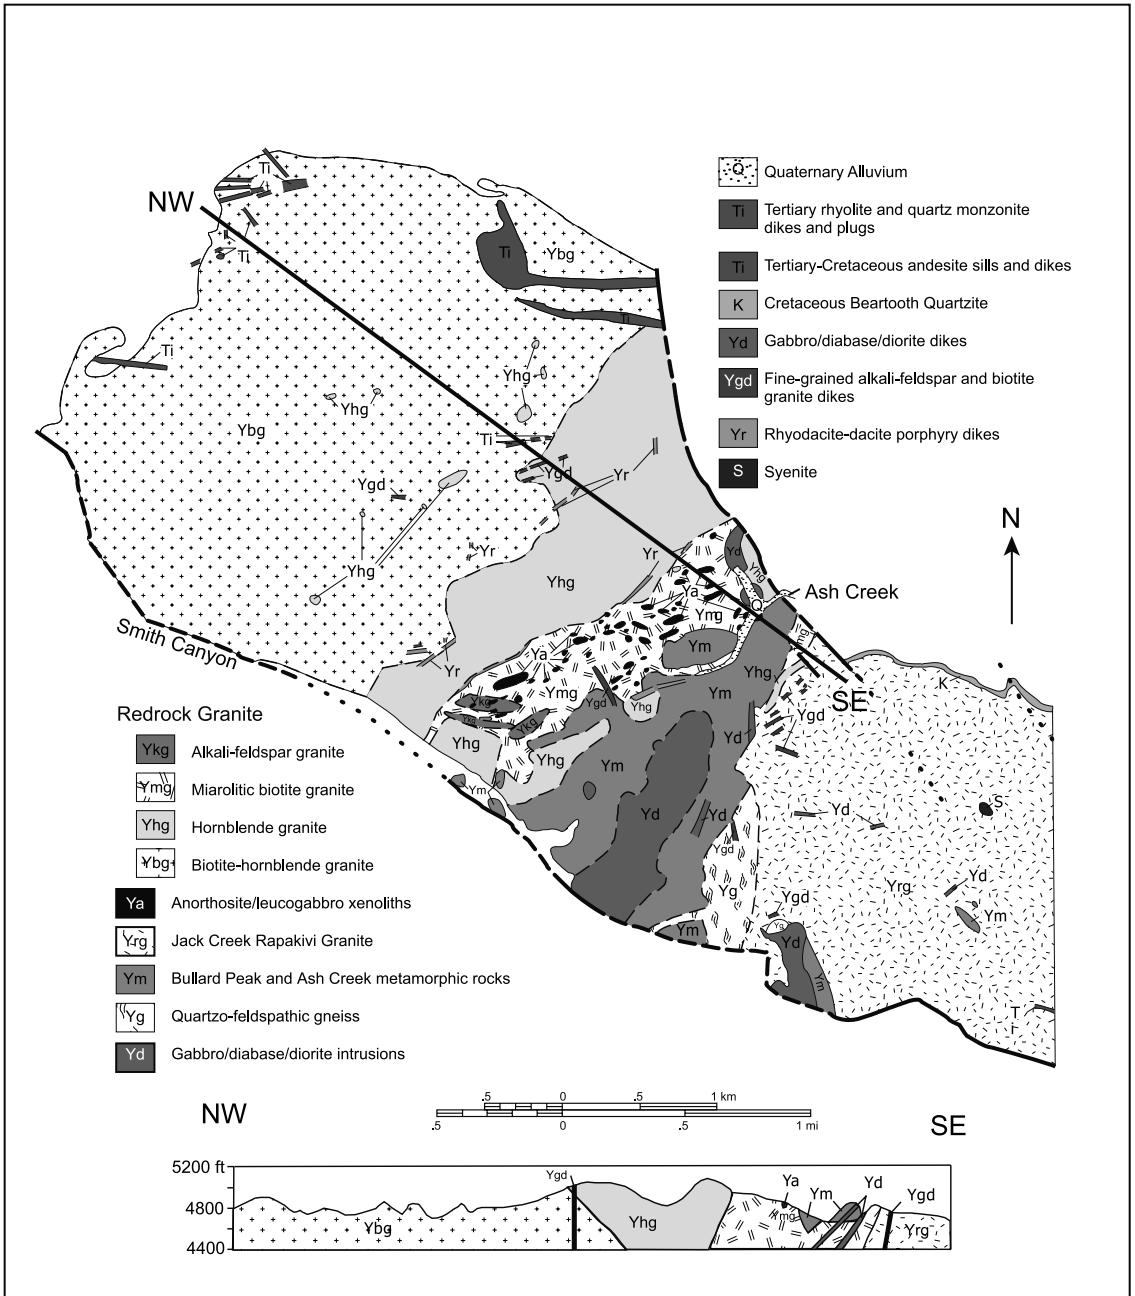 Q Quaternary Alluvium
Ti Tertiary rhyolite and quartz monzonite
dikes and plugs
Ti Tertiary-Cretaceous andesite sills and dikes
K Cretaceous Beartooth Quartzite
Yd Gabbro/diabase/diorite dikes
Ygd Fine-grained alkali-feldspar and biotite
granite dikes
Yr Rhyodacite-dacite porphyry dikes
S Syenite
N
NW
Ti
Ti
Ti
Ybg
Ti
Ti
Yhg
Yhg
Ybg
Ti
Ygd
Yr
Ygd
Yr
Yhg
Yhg
Yr
Yd
Yhg
Ash Creek
Ya
Q
Ymg
mg
Ym
Smith Canyon
Yr
Ya
Ymg
Yhg
Ym
SE
K
Ykg
Ygd
Yhg
Ykg
Ykg
Ygd
Yd
Yhg
Yhg
Ym
Ym
Yd
Yd
Yd
S
Ygd
Yg
Yrg
Yd
Ygd
Ym
Ym
Yg
Yd
Ym
Ti
Redrock Granite
Ykg Alkali-feldspar granite
Ymg Miarolitic biotite granite
Yhg Hornblende granite
Ybg Biotite-hornblende granite
Ya Anorthosite/leucogabbro xenoliths
Yrg Jack Creek Rapakivi Granite
Ym Bullard Peak and Ash Creek metamorphic rocks
Yg Quartzo-feldspathic gneiss
Yd Gabbro/diabase/diorite intrusions
.5 0 .5 1 km
.5 0 .5 1 mi
NW
SE
5200 ft
4800
4400
Ygd
Ya
Ym
Yd
Ygd
Ybg
Yhg
Ymg
Yrg